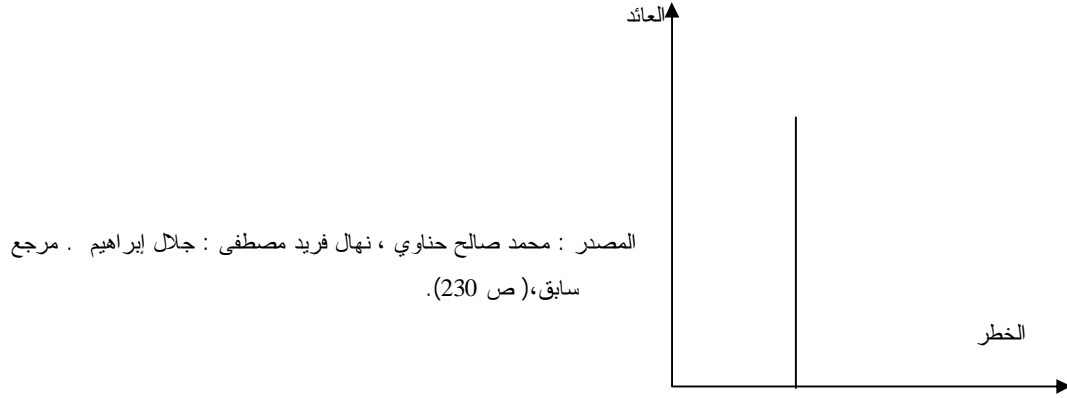 العائد
المصدر : محمد صالح حناوي ، نهال فريد مصطفى : جلال إبراهيم . مرجع
سابق،( ص 230).
الخطر